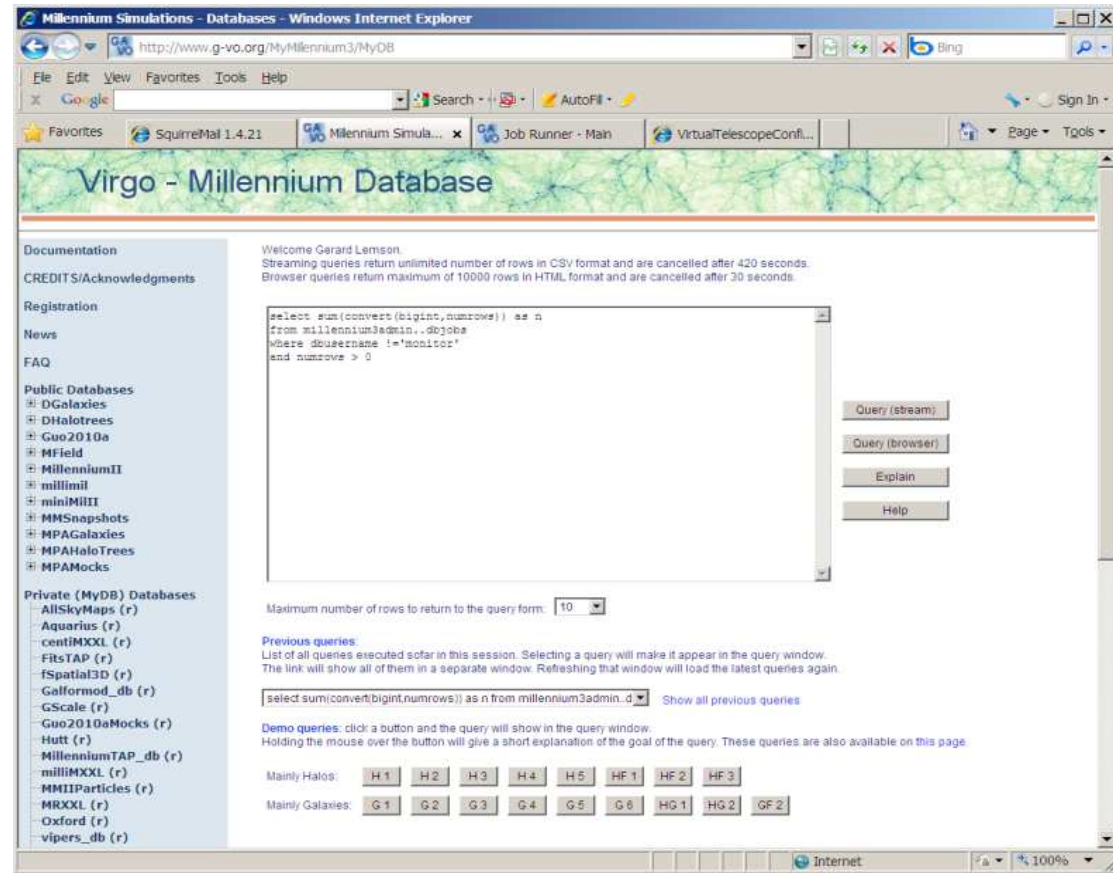 Millennium Simulations - Databases - Windows Internet Explorer
http://www.g-vo.org/MyMillennium3/MyDB
Bing
File Edit View Favorites Tools Help
x Google Search AutoFill Sign In
Favorites SquirrelMail 1.4.21 Millennium Simula... x Job Runner - Main VirtualTelescopeConfi... Page Tools
Virgo - Millennium Database
Documentation
CREDITS/Acknowledgments
Registration
News
FAQ
Public Databases
DGalaxies
DHalotrees
Guo2010a
MField
MillenniumII
millimil
miniMilII
MMSnapshots
MPAGalaxies
MPAHaloTrees
MPAMocks
Private (MyDB) Databases
AllSkyMaps (r)
Aquarius (r)
centiMXXL (r)
FitsTAP (r)
fSpatial3D (r)
Galformod_db (r)
GScale (r)
Guo2010aMocks (r)
Hutt (r)
MillenniumTAP_db (r)
milliMXXL (r)
MMIIParticles (r)
MRXXL (r)
Oxford (r)
vipers_db (r)
Welcome Gerard Lemson.
Streaming queries return unlimited number of rows in CSV format and are cancelled after 420 seconds.
Browser queries return maximum of 10000 rows in HTML format and are cancelled after 30 seconds.
select sum(convert(bigint,numrows)) as n
from millennium3admin..dbjobs
where dbusername !='monitor'
and numrows > 0
Query (stream)
Query (browser)
Explain
Help
Maximum number of rows to return to the query form: 10
Previous queries:
List of all queries executed sofar in this session. Selecting a query will make it appear in the query window.
The link will show all of them in a separate window. Refreshing that window will load the latest queries again.
select sum(convert(bigint,numrows)) as n from millennium3admin..d Show all previous queries
Demo queries: click a button and the query will show in the query window.
Holding the mouse over the button will give a short explanation of the goal of the query. These queries are also available on this page.
Mainly Halos: H 1 H 2 H 3 H 4 H 5 HF 1 HF 2 HF 3
Mainly Galaxies: G 1 G 2 G 3 G 4 G 5 G 6 HG 1 HG 2 GF 2
Internet 100%